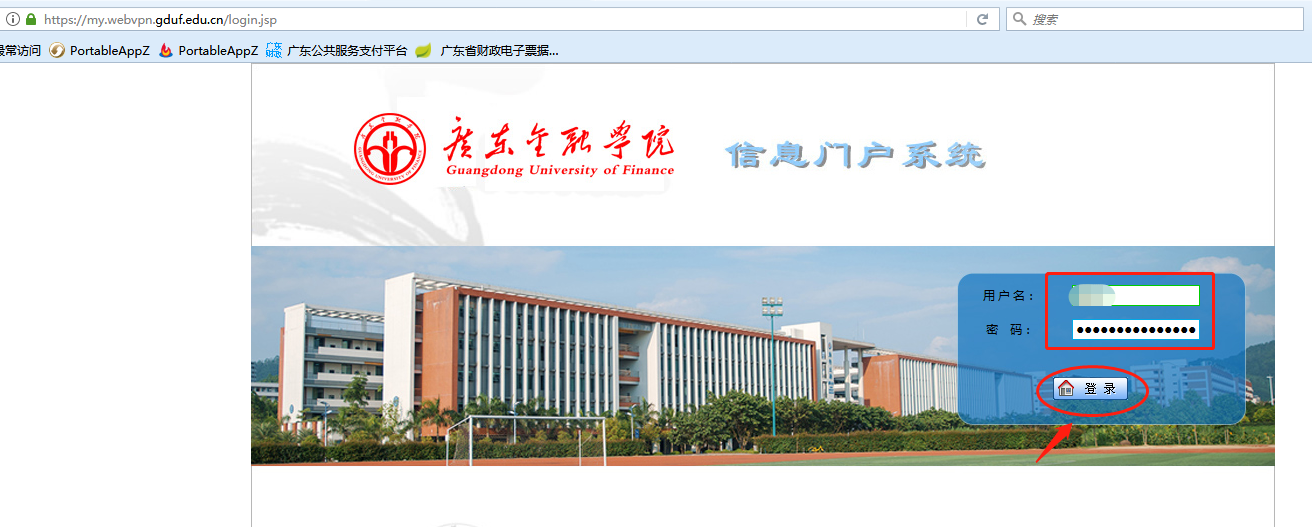 https://my.webvpn.gduf.edu.cn/login.jsp
搜索
最常访问 PortableAppZ PortableAppZ 广东公共服务支付平台 广东省财政电子票据...
廣东金融學院 信息门户系统
Guangdong University of Finance
用户名：
密 码：
登 录